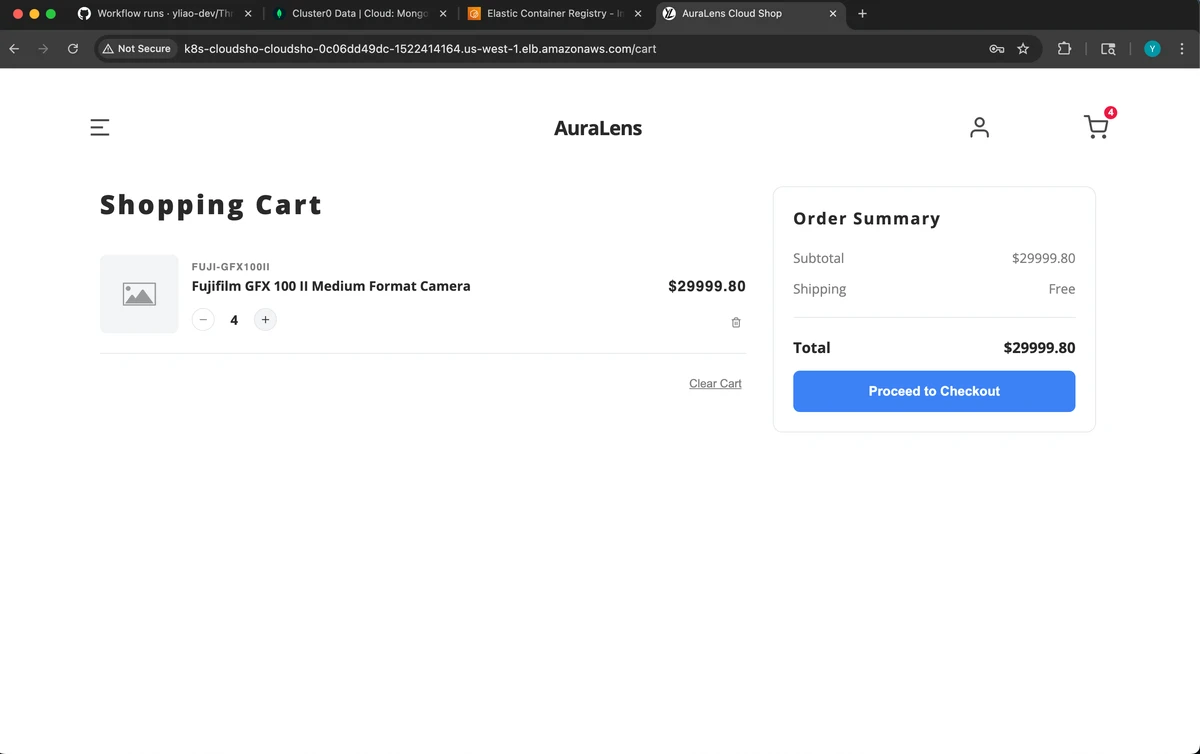 Workflow runs · yliao-dev/Thr
Cluster0 Data | Cloud: Mongo
Elastic Container Registry - In
AuraLens Cloud Shop
Not Secure
k8s-cloudsho-cloudsho-0c06dd49dc-1522414164.us-west-1.elb.amazonaws.com/cart
Y
AuraLens
4
Shopping Cart
FUJI-GFX100II
Fujifilm GFX 100 II Medium Format Camera
$29999.80
− 4 +
Clear Cart
Order Summary
Subtotal $29999.80
Shipping Free
Total $29999.80
Proceed to Checkout